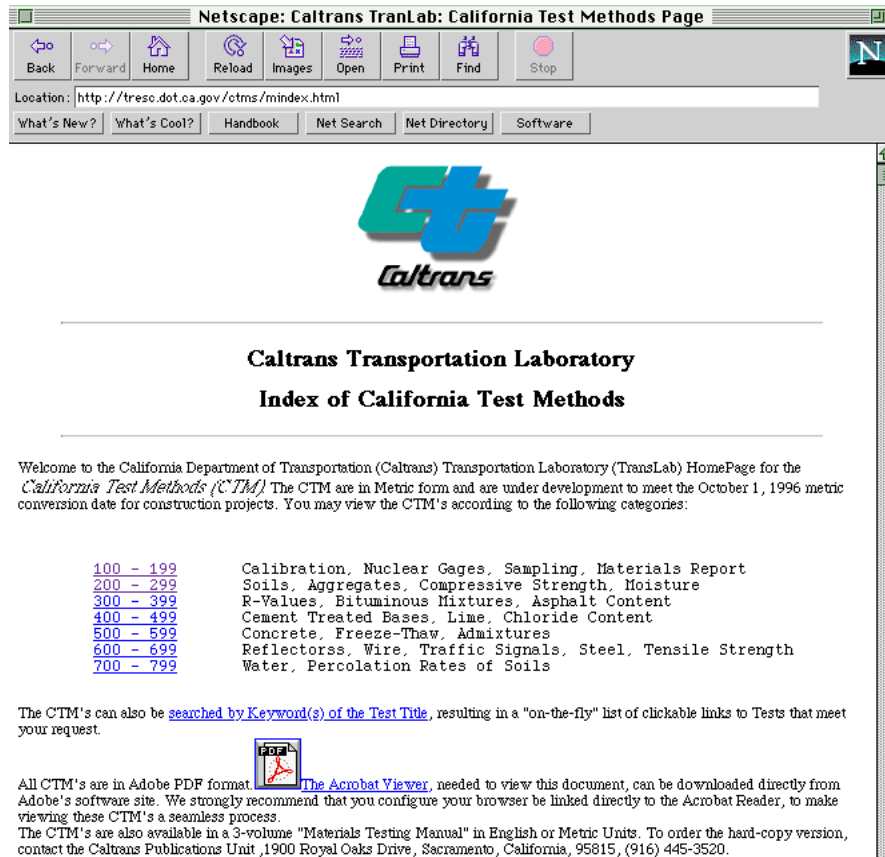 Netscape: Caltrans TranLab: California Test Methods Page
Back Forward Home Reload Images Open Print Find Stop
N
Location: http://tresc.dot.ca.gov/ctms/mindex.html
What's New? What's Cool? Handbook Net Search Net Directory Software
Ct
Caltrans
Caltrans Transportation Laboratory
Index of California Test Methods
Welcome to the California Department of Transportation (Caltrans) Transportation Laboratory (TransLab) HomePage for the
California Test Methods (CTM). The CTM are in Metric form and are under development to meet the October 1, 1996 metric
conversion date for construction projects. You may view the CTM's according to the following categories:
100 - 199 Calibration, Nuclear Gages, Sampling, Materials Report
200 - 299 Soils, Aggregates, Compressive Strength, Moisture
300 - 399 R-Values, Bituminous Mixtures, Asphalt Content
400 - 499 Cement Treated Bases, Lime, Chloride Content
500 - 599 Concrete, Freeze-Thaw, Admixtures
600 - 699 Reflectorss, Wire, Traffic Signals, Steel, Tensile Strength
700 - 799 Water, Percolation Rates of Soils
The CTM's can also be searched by Keyword(s) of the Test Title, resulting in a "on-the-fly" list of clickable links to Tests that meet
your request.
PDF
All CTM's are in Adobe PDF format. The Acrobat Viewer, needed to view this document, can be downloaded directly from
Adobe's software site. We strongly recommend that you configure your browser be linked directly to the Acrobat Reader, to make
viewing these CTM's a seamless process.
The CTM's are also available in a 3-volume "Materials Testing Manual" in English or Metric Units. To order the hard-copy version,
contact the Caltrans Publications Unit ,1900 Royal Oaks Drive, Sacramento, California, 95815, (916) 445-3520.